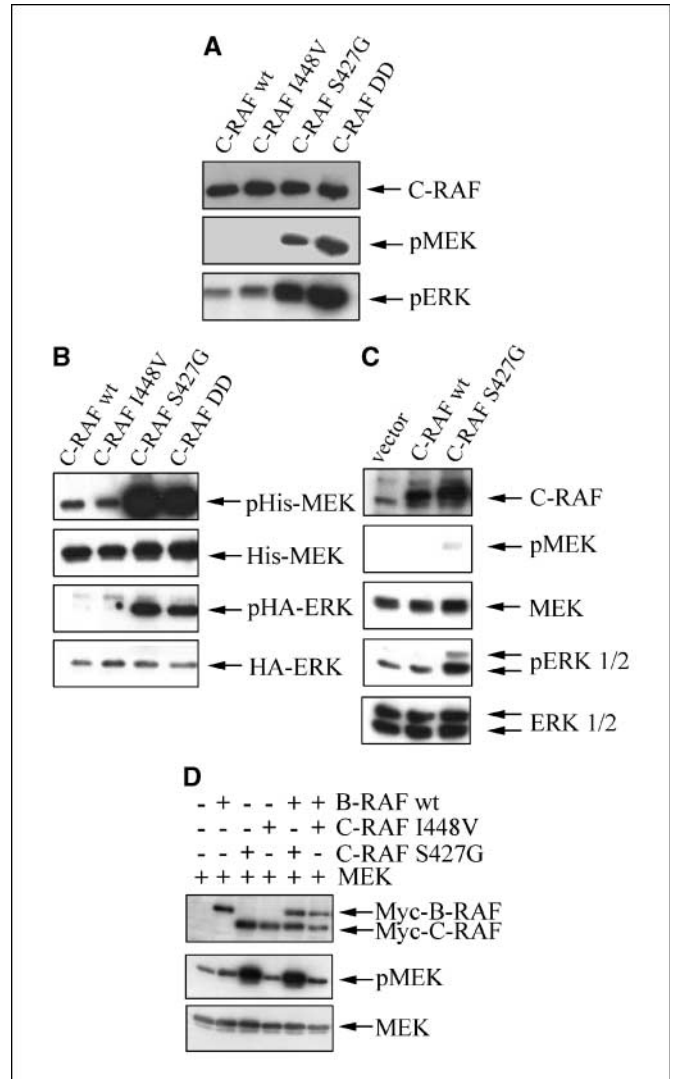 A
C-RAF wt
C-RAF I448V
C-RAF S427G
C-RAF DD
C-RAF
pMEK
pERK
B
C-RAF wt
C-RAF I448V
C-RAF S427G
C-RAF DD
pHis-MEK
His-MEK
pHA-ERK
HA-ERK
C
vector
C-RAF wt
C-RAF S427G
C-RAF
pMEK
MEK
pERK 1/2
ERK 1/2
D
- + - - + + B-RAF wt
- - - + - + C-RAF I448V
- - + - + - C-RAF S427G
+ + + + + + MEK
Myc-B-RAF
Myc-C-RAF
pMEK
MEK